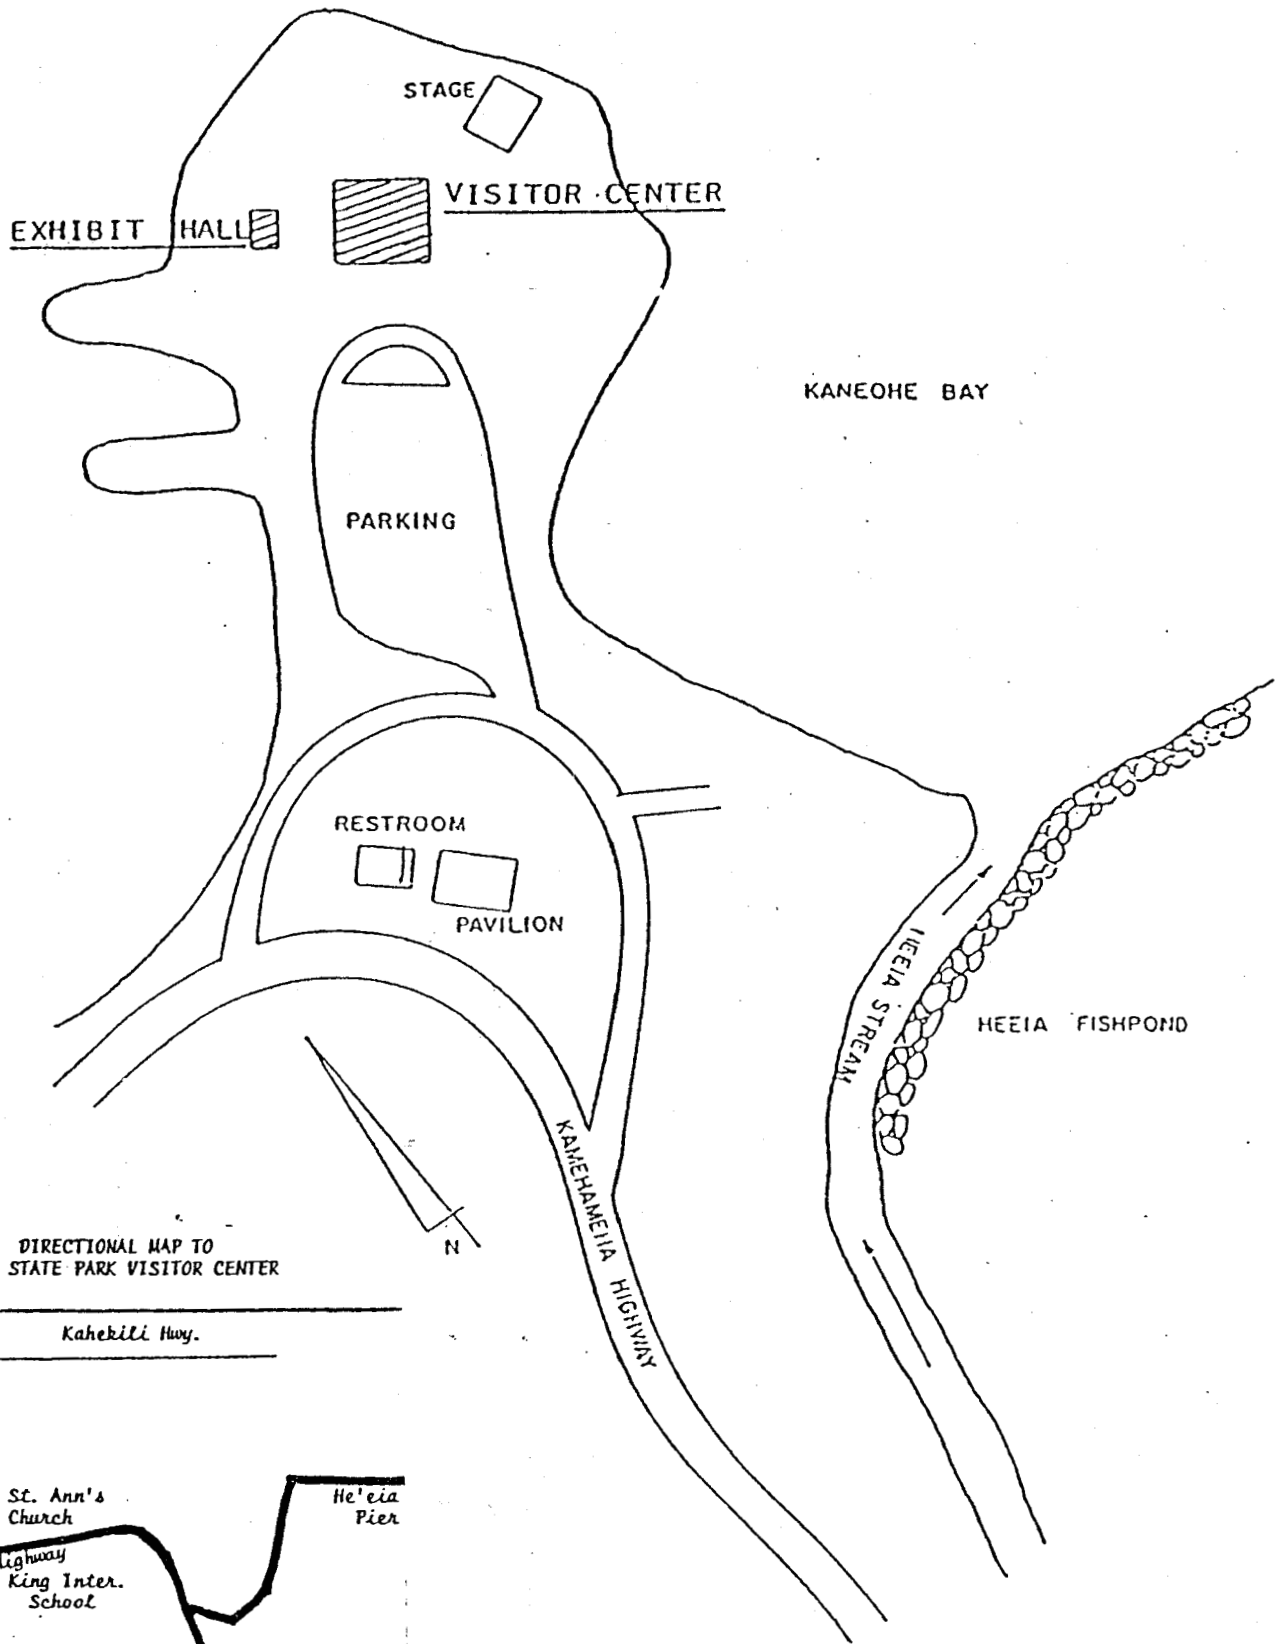 STAGE
VISITOR CENTER
EXHIBIT HALL
KANEOHE BAY
PARKING
RESTROOM
PAVILION
HEEIA STREAM
HEEIA FISHPOND
KAMEHAMEHA HIGHWAY
N
DIRECTIONAL MAP TO
STATE PARK VISITOR CENTER
Kahekili Hwy.
St. Ann's
Church
He'eia
Pier
Highway
King Inter.
School